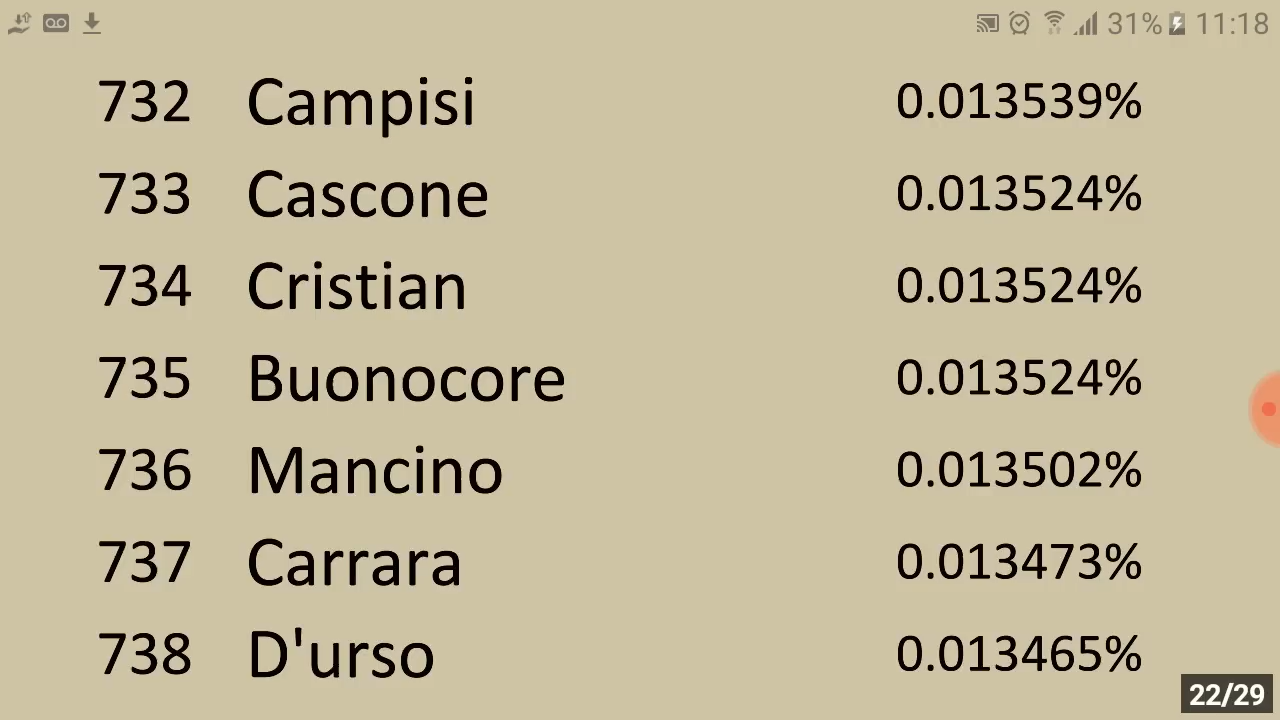 31% 11:18
732 Campisi 0.013539%
733 Cascone 0.013524%
734 Cristian 0.013524%
735 Buonocore 0.013524%
736 Mancino 0.013502%
737 Carrara 0.013473%
738 D'urso 0.013465%
22/29